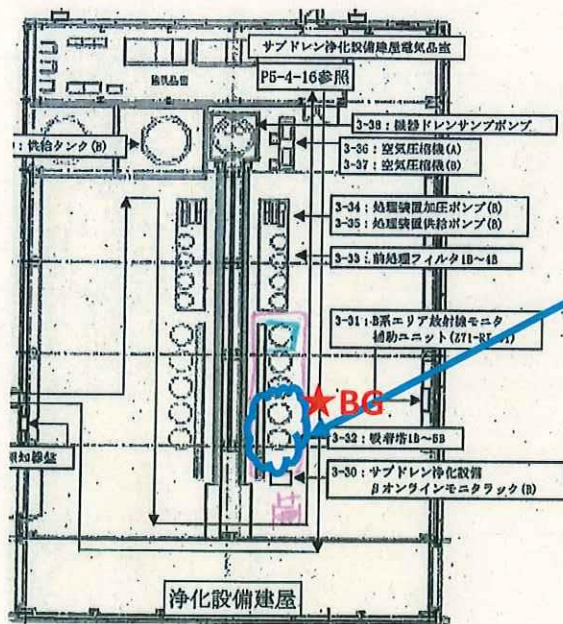 サブドレン浄化設備建屋電気品室
P5-4-16参照
3-38：機器ドレンサンプポンプ
3-36：空気圧縮機(A)
3-37：空気圧縮機(B)
：供給タンク(B)
3-34：処理装置加圧ポンプ(B)
3-35：処理装置供給ポンプ(B)
3-33：前処理フィルタ1B～4B
3-31：B系エリア放射線モニタ
補助ユニット
BG
3-32：吸着塔1B～5B
3-30：サブドレン浄化設備
βオンラインモニタラック(B)
浄化設備建屋